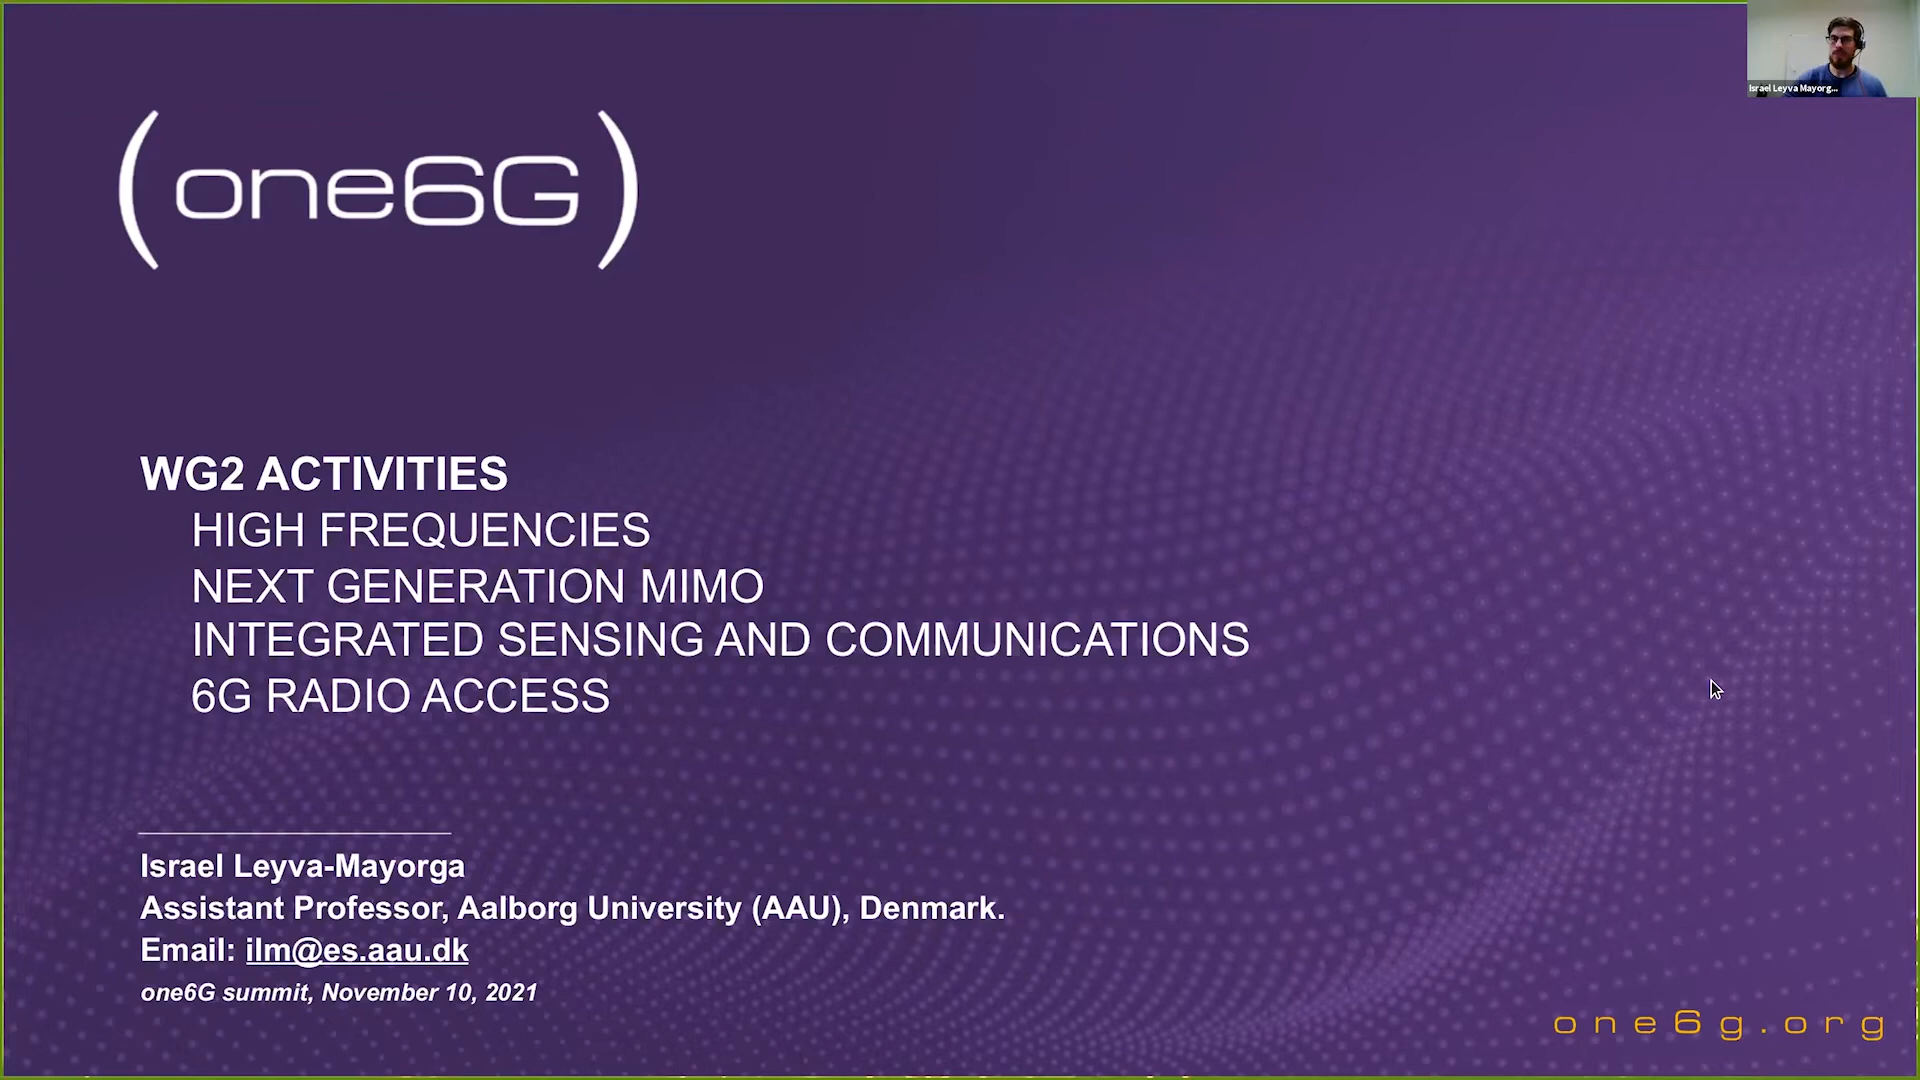 Israel Leyva Mayorg...
(one6G)
WG2 ACTIVITIES
HIGH FREQUENCIES
NEXT GENERATION MIMO
INTEGRATED SENSING AND COMMUNICATIONS
6G RADIO ACCESS
Israel Leyva-Mayorga
Assistant Professor, Aalborg University (AAU), Denmark.
Email: ilm@es.aau.dk
one6G summit, November 10, 2021
one6g.org